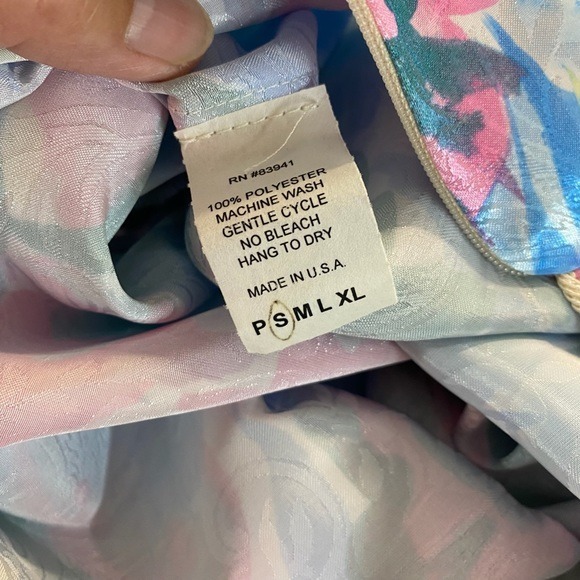 RN #83941
100% POLYESTER
MACHINE WASH
GENTLE CYCLE
NO BLEACH
HANG TO DRY
MADE IN U.S.A.
P S M L XL